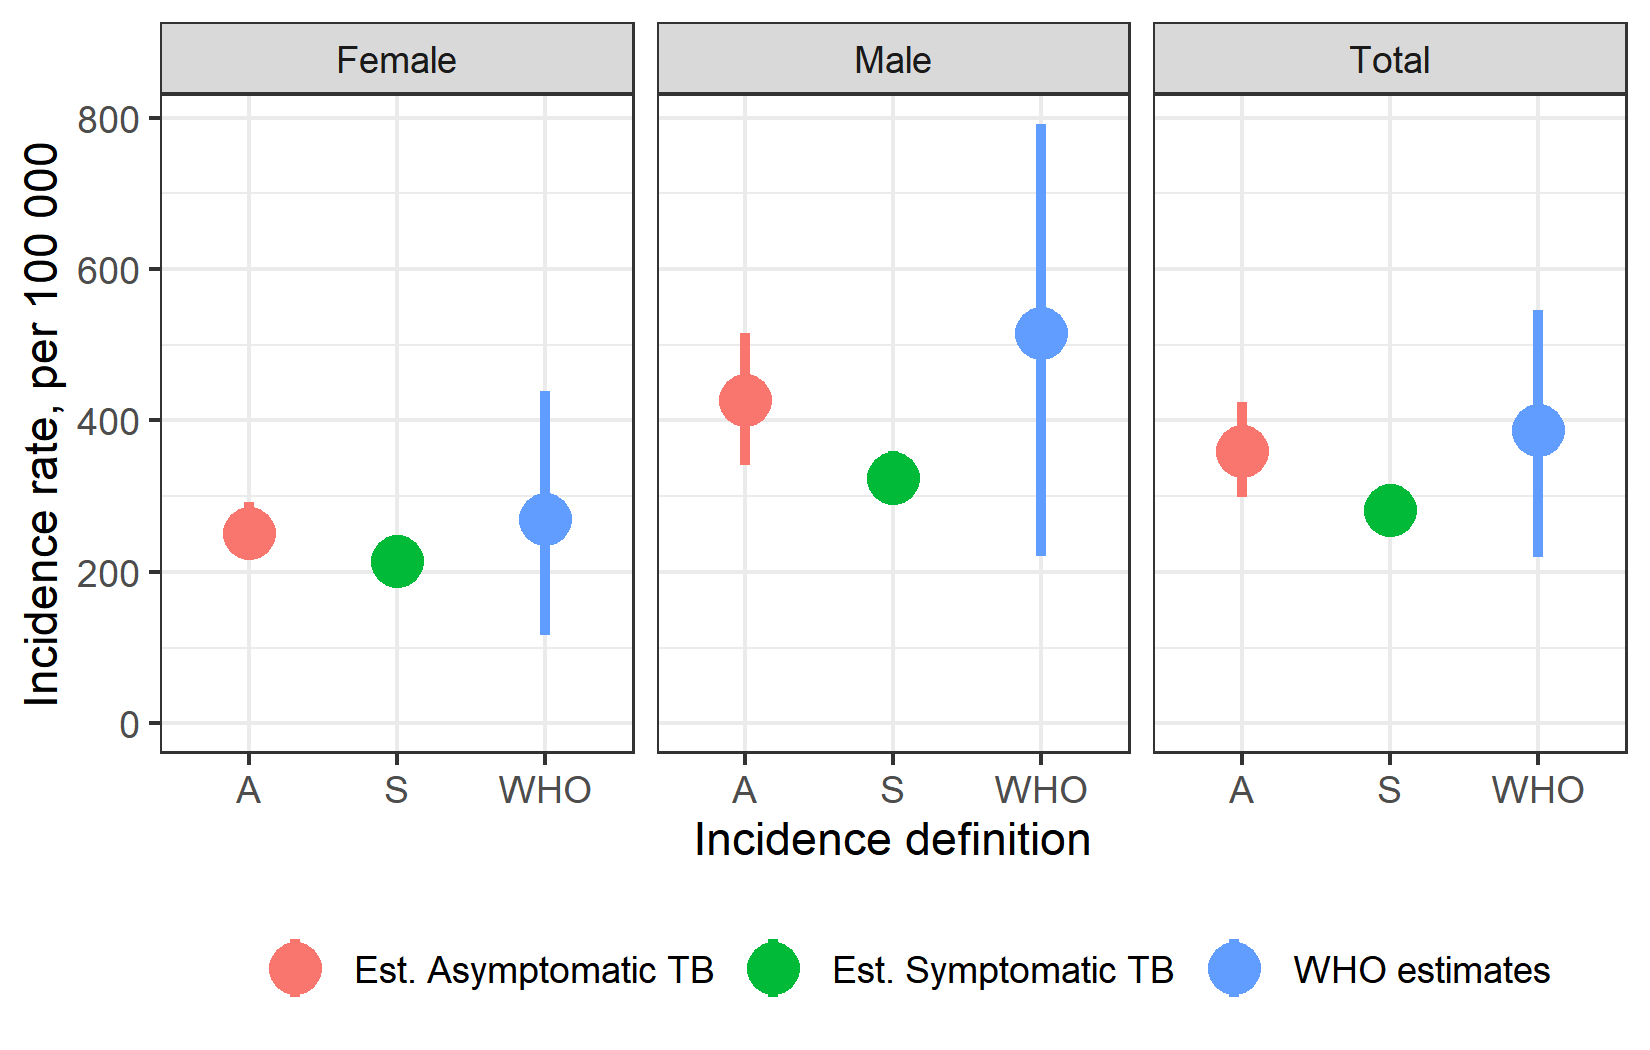 Female
Male
Total
Incidence rate, per 100 000
800
600
400
200
0
A S WHO
A S WHO
A S WHO
Incidence definition
Est. Asymptomatic TB
Est. Symptomatic TB
WHO estimates